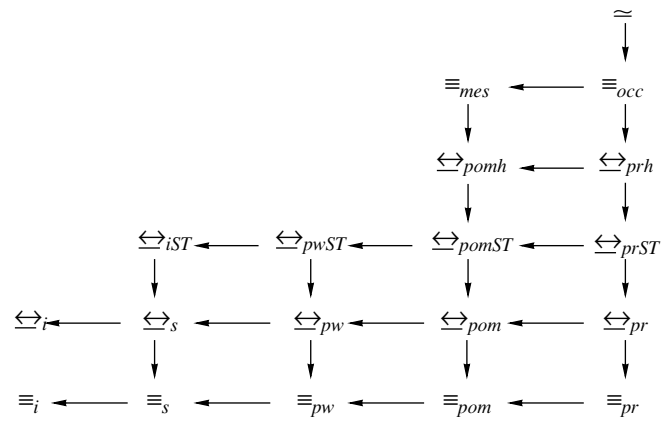 ≃
≡mes ≡occ
↔pomh ↔prh
↔iST ↔pwST ↔pomST ↔prST
↔i ↔s ↔pw ↔pom ↔pr
≡i ≡s ≡pw ≡pom ≡pr